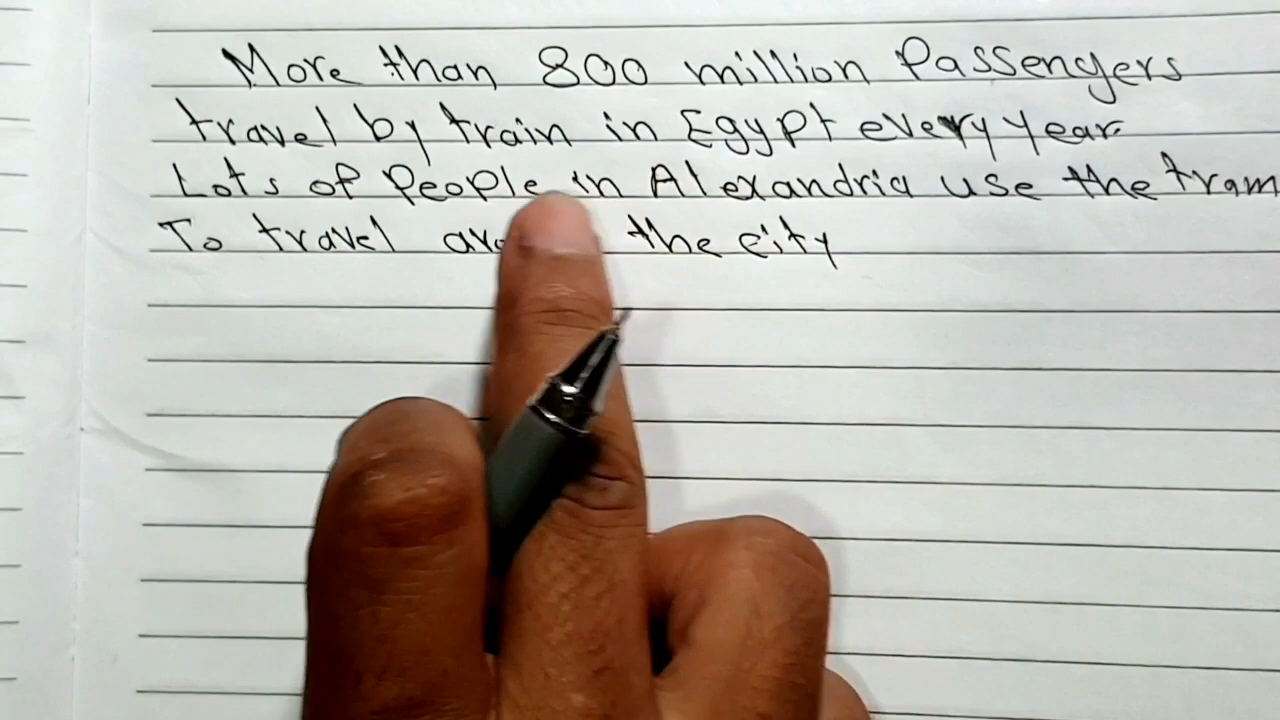 More than 800 million Passengers
travel by train in Egypt every year.
Lots of People in Alexandria use the tram
To travel the city